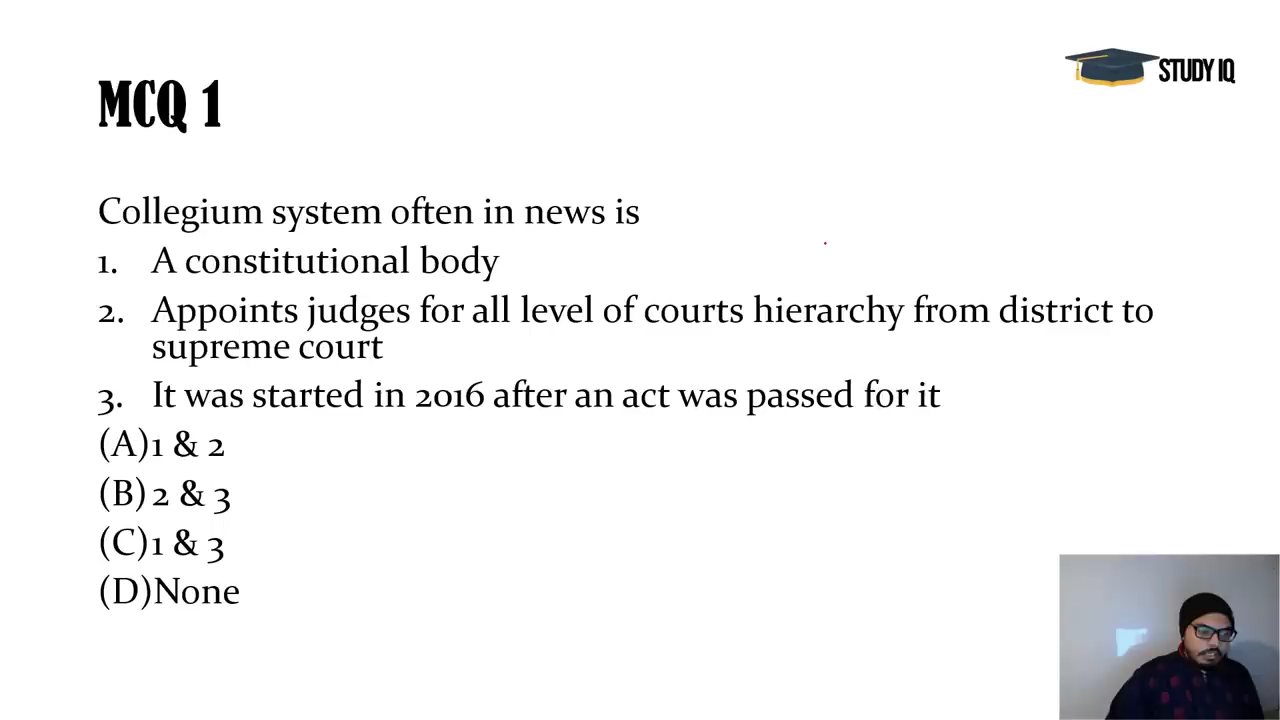 STUDY IQ
MCQ 1
Collegium system often in news is
1. A constitutional body
2. Appoints judges for all level of courts hierarchy from district to
supreme court
3. It was started in 2016 after an act was passed for it
(A)1 & 2
(B)2 & 3
(C)1 & 3
(D)None